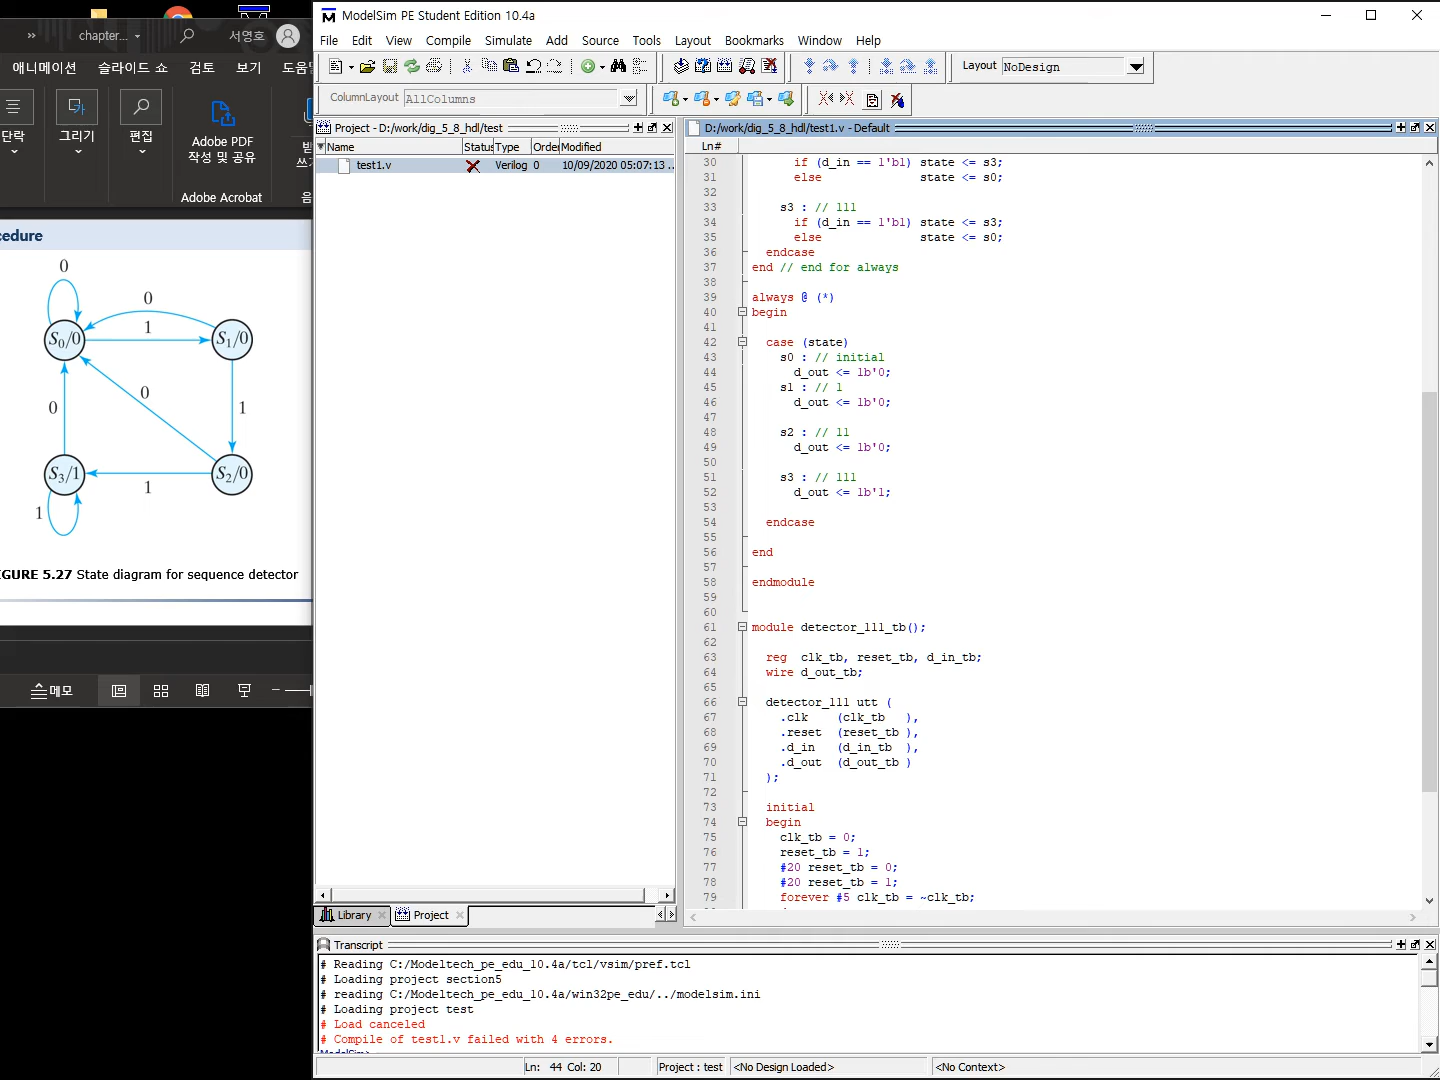 chapter...
서영호
애니메이션 슬라이드 쇼 검토 보기
단락
그리기
편집
Adobe PDF
작성 및 공유
Adobe Acrobat
cedure
0
0
1
S0/0
S1/0
0
0
1
S3/1
S2/0
1
1
GURE 5.27 State diagram for sequence detector
메모
ModelSim PE Student Edition 10.4a
File Edit View Compile Simulate Add Source Tools Layout Bookmarks Window Help
Layout NoDesign
ColumnLayout AllColumns
Project - D:/work/dig_5_8_hdl/test
Name Status Type Order Modified
test1.v Verilog 0 10/09/2020 05:07:13 ...
Library Project
D:/work/dig_5_8_hdl/test1.v - Default
Ln#
30 if (d_in == 1'b1) state <= s3;
31 else state <= s0;
32
33 s3 : // 111
34 if (d_in == 1'b1) state <= s3;
35 else state <= s0;
36 endcase
37 end // end for always
38
39 always @ (*)
40 begin
41
42 case (state)
43 s0 : // initial
44 d_out <= 1b'0;
45 s1 : // 1
46 d_out <= 1b'0;
47
48 s2 : // 11
49 d_out <= 1b'0;
50
51 s3 : // 111
52 d_out <= 1b'1;
53
54 endcase
55
56 end
57
58 endmodule
59
60
61 module detector_111_tb();
62
63 reg clk_tb, reset_tb, d_in_tb;
64 wire d_out_tb;
65
66 detector_111 utt (
67 .clk (clk_tb ),
68 .reset (reset_tb ),
69 .d_in (d_in_tb ),
70 .d_out (d_out_tb )
71 );
72
73 initial
74 begin
75 clk_tb = 0;
76 reset_tb = 1;
77 #20 reset_tb = 0;
78 #20 reset_tb = 1;
79 forever #5 clk_tb = ~clk_tb;
Transcript
# Reading C:/Modeltech_pe_edu_10.4a/tcl/vsim/pref.tcl
# Loading project section5
# reading C:/Modeltech_pe_edu_10.4a/win32pe_edu/../modelsim.ini
# Loading project test
# Load canceled
# Compile of test1.v failed with 4 errors.
Ln: 44 Col: 20 Project : test <No Design Loaded> <No Context>